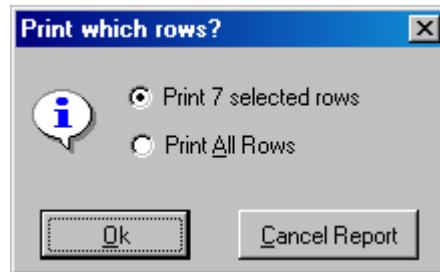 Print which rows?
Print 7 selected rows
Print All Rows
Ok
Cancel Report